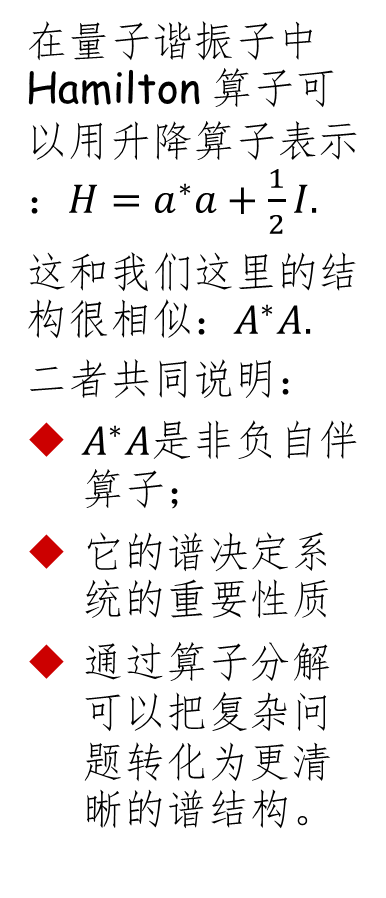 在量子谐振子中
Hamilton 算子可
以用升降算子表示
：H = a*a + 1/2 I.
这和我们这里的结
构很相似：A*A.
二者共同说明：
◆ A*A是非负自伴
算子；
◆ 它的谱决定系
统的重要性质
◆ 通过算子分解
可以把复杂问
题转化为更清
晰的谱结构。